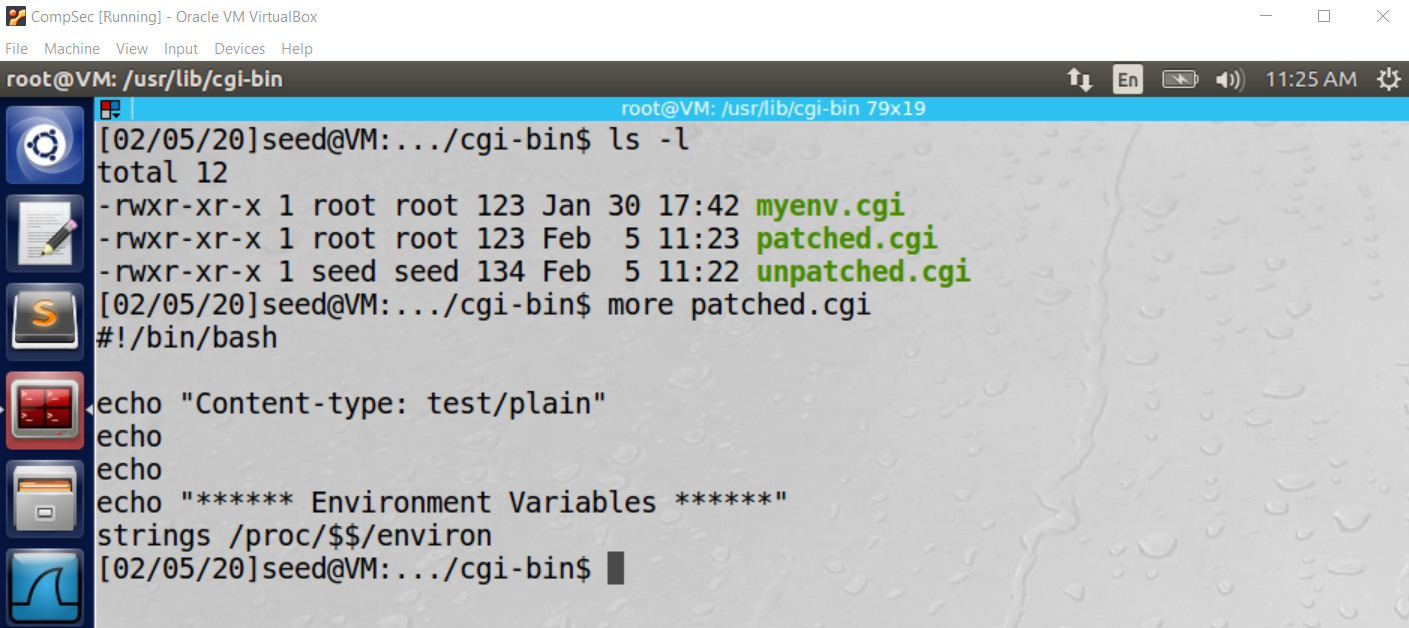 CompSec [Running] - Oracle VM VirtualBox
File Machine View Input Devices Help
root@VM: /usr/lib/cgi-bin En 11:25 AM
root@VM: /usr/lib/cgi-bin 79x19
[02/05/20]seed@VM:.../cgi-bin$ ls -l
total 12
-rwxr-xr-x 1 root root 123 Jan 30 17:42 myenv.cgi
-rwxr-xr-x 1 root root 123 Feb  5 11:23 patched.cgi
-rwxr-xr-x 1 seed seed 134 Feb  5 11:22 unpatched.cgi
[02/05/20]seed@VM:.../cgi-bin$ more patched.cgi
#!/bin/bash
echo "Content-type: test/plain"
echo
echo
echo "****** Environment Variables ******"
strings /proc/$$/environ
[02/05/20]seed@VM:.../cgi-bin$